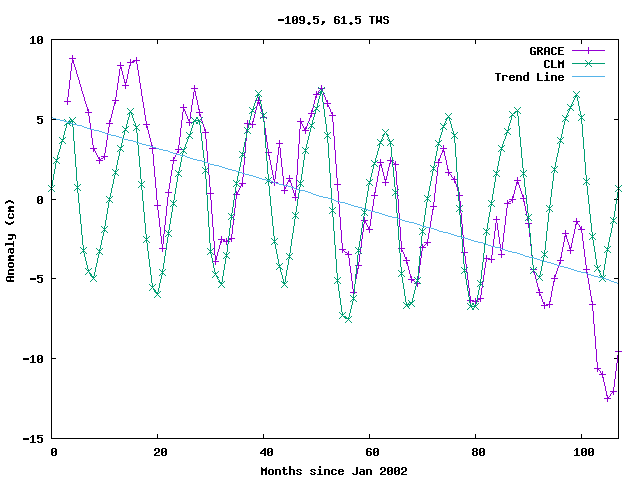 -109.5, 61.5 TWS
GRACE
CLM
Trend Line
10
5
0
-5
-10
-15
Anomaly (cm)
0 20 40 60 80 100
Months since Jan 2002